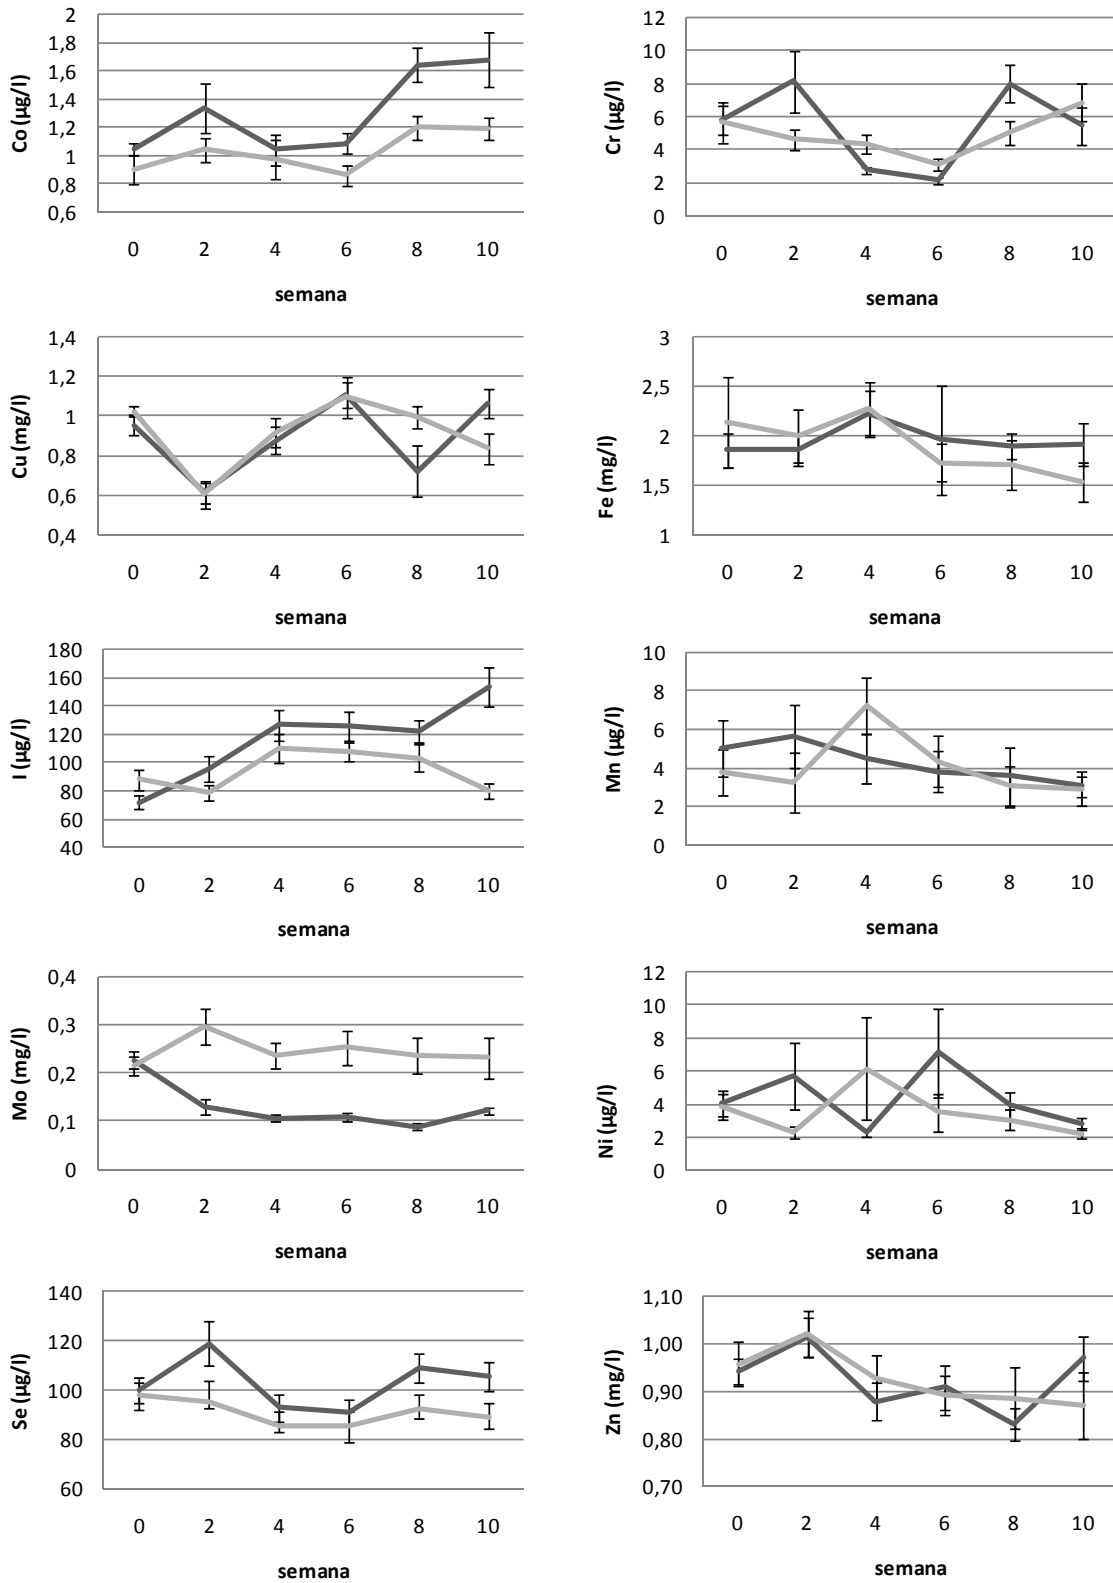 Co (µg/l)
2
1,8
1,6
1,4
1,2
1
0,8
0,6
0 2 4 6 8 10
semana
Cr (µg/l)
12
10
8
6
4
2
0
0 2 4 6 8 10
semana
Cu (mg/l)
1,4
1,2
1
0,8
0,6
0,4
0 2 4 6 8 10
semana
Fe (mg/l)
3
2,5
2
1,5
1
0 2 4 6 8 10
semana
I (µg/l)
180
160
140
120
100
80
60
40
0 2 4 6 8 10
semana
Mn (µg/l)
10
8
6
4
2
0
0 2 4 6 8 10
semana
Mo (mg/l)
0,4
0,3
0,2
0,1
0
0 2 4 6 8 10
semana
Ni (µg/l)
12
10
8
6
4
2
0
0 2 4 6 8 10
semana
Se (µg/l)
140
120
100
80
60
0 2 4 6 8 10
semana
Zn (mg/l)
1,10
1,00
0,90
0,80
0,70
0 2 4 6 8 10
semana